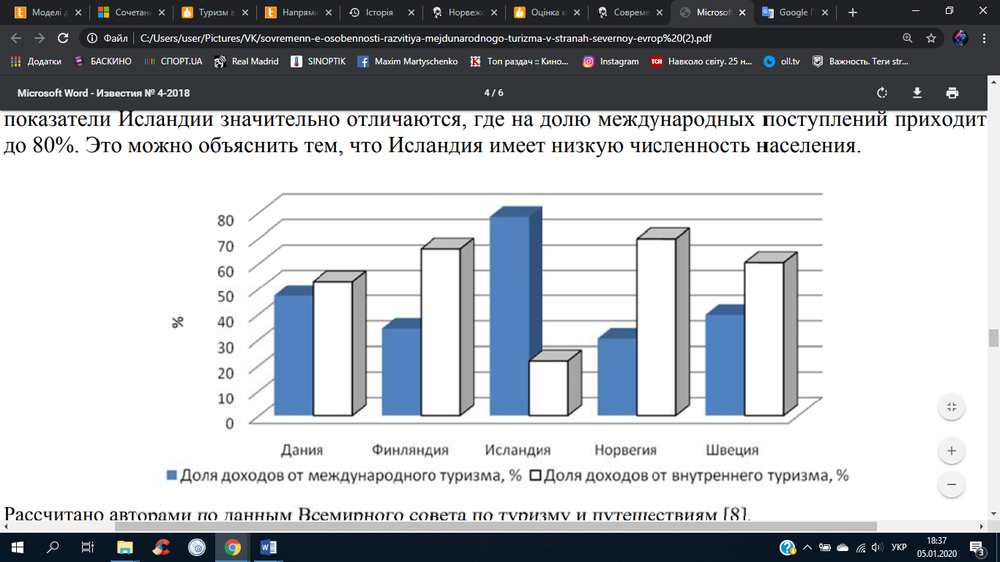 Моделі д
Сочетан
Туризм в
Напрями
Історія
Норвежс
Оцінка к
Совреме
Microsof
Google П
Файл | C:/Users/user/Pictures/VK/sovremenn-e-osobennosti-razvitiya-mejdunarodnogo-turizma-v-stranah-severnoy-evrop%20(2).pdf
Додатки БАСКИНО СПОРТ.UA Real Madrid SINOPTIK Maxim Martyschenko Топ раздач :: Кино... Instagram Навколо світу. 25 н... oll.tv Важность. Теги str...
Microsoft Word - Известия № 4-2018 4 / 6
показатели Исландии значительно отличаются, где на долю международных поступлений приходит
до 80%. Это можно объяснить тем, что Исландия имеет низкую численность населения.
80
70
60
50
40
30
20
10
0
%
Дания Финляндия Исландия Норвегия Швеция
Доля доходов от международного туризма, % Доля доходов от внутреннего туризма, %
Рассчитано авторами по данным Всемирного совета по туризму и путешествиям [8].
УКР
18:37
05.01.2020
3